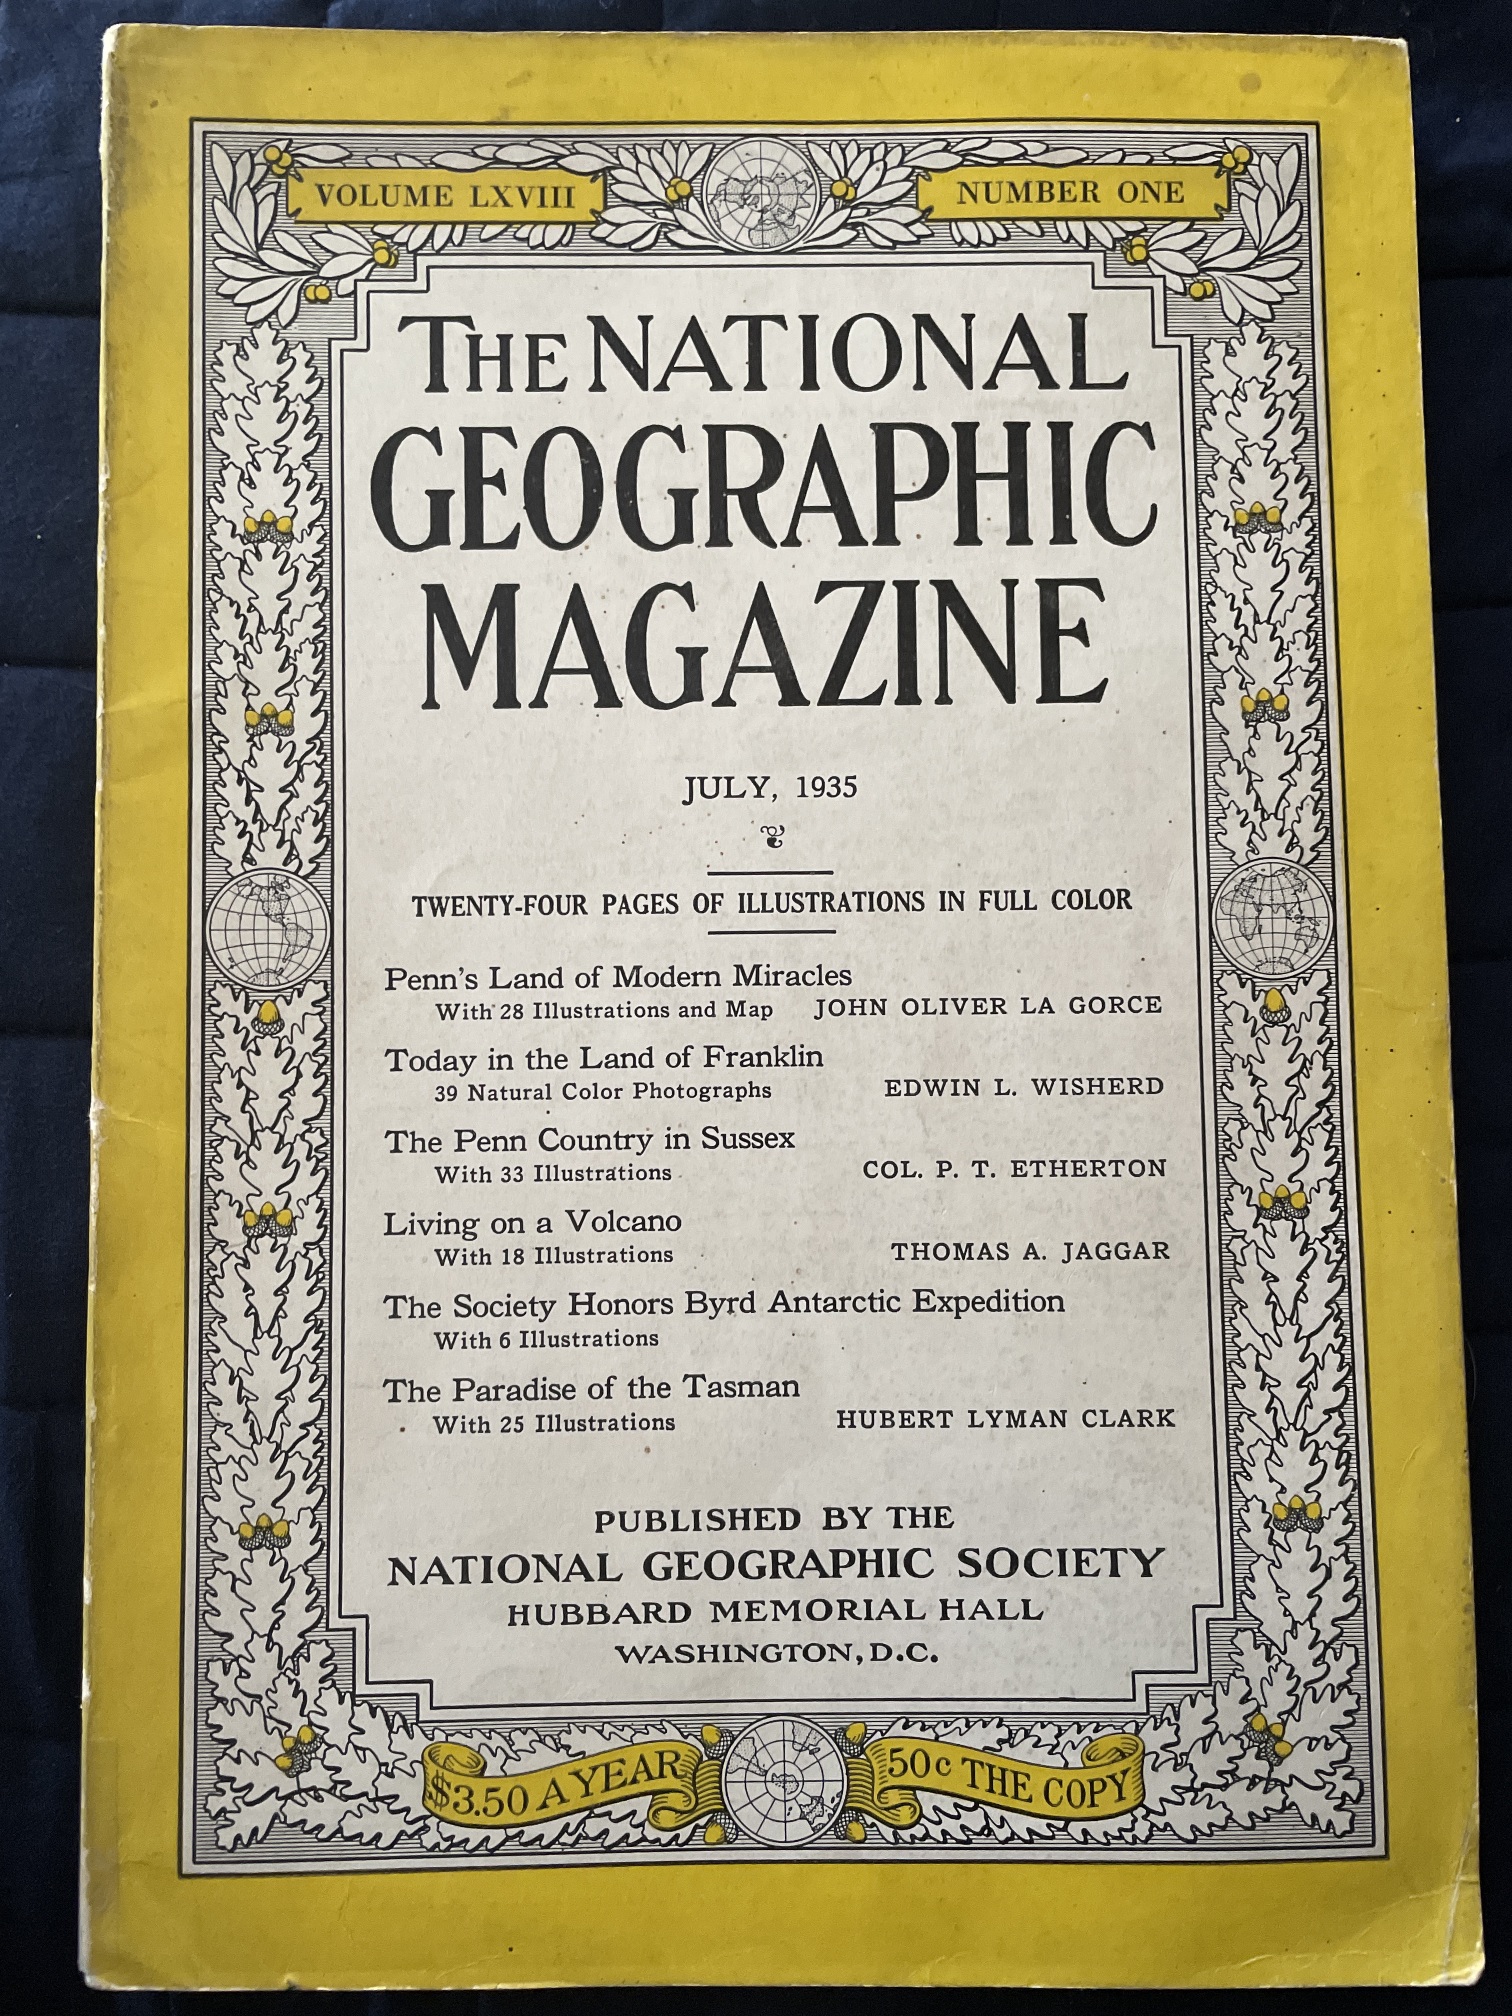 VOLUME LXVIII
NUMBER ONE
THE NATIONAL
GEOGRAPHIC
MAGAZINE
JULY, 1935
TWENTY-FOUR PAGES OF ILLUSTRATIONS IN FULL COLOR
Penn's Land of Modern Miracles
With 28 Illustrations and Map JOHN OLIVER LA GORCE
Today in the Land of Franklin
39 Natural Color Photographs EDWIN L. WISHERD
The Penn Country in Sussex
With 33 Illustrations COL. P. T. ETHERTON
Living on a Volcano
With 18 Illustrations THOMAS A. JAGGAR
The Society Honors Byrd Antarctic Expedition
With 6 Illustrations
The Paradise of the Tasman
With 25 Illustrations HUBERT LYMAN CLARK
PUBLISHED BY THE
NATIONAL GEOGRAPHIC SOCIETY
HUBBARD MEMORIAL HALL
WASHINGTON, D.C.
$3.50 A YEAR
50c THE COPY